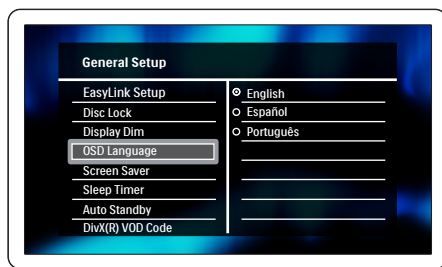 General Setup
EasyLink Setup
Disc Lock
Display Dim
OSD Language
Screen Saver
Sleep Timer
Auto Standby
DivX(R) VOD Code
English
Español
Português